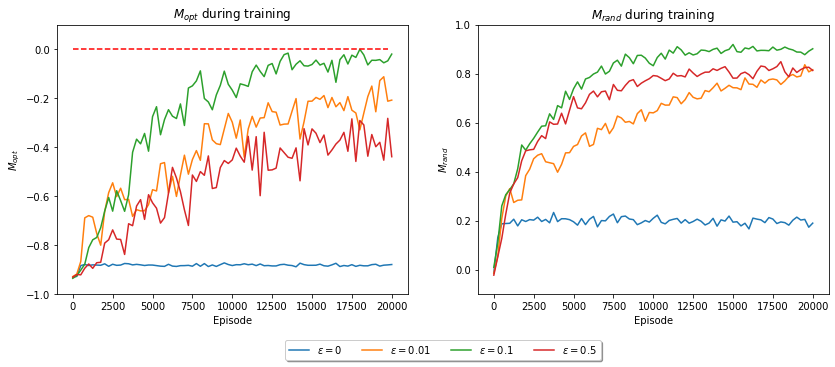 M_opt during training
M_opt
0.0
−0.2
−0.4
−0.6
−0.8
−1.0
0 2500 5000 7500 10000 12500 15000 17500 20000
Episode
M_rand during training
M_rand
1.0
0.8
0.6
0.4
0.2
0.0
0 2500 5000 7500 10000 12500 15000 17500 20000
Episode
ε = 0 ε = 0.01 ε = 0.1 ε = 0.5